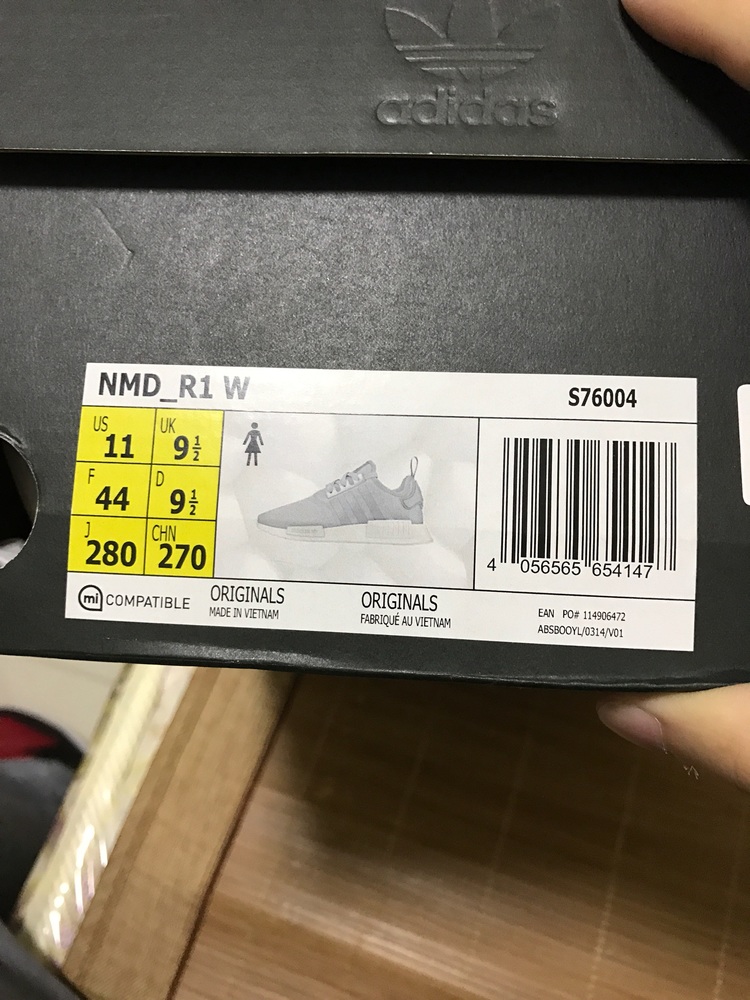 adidas
NMD_R1 W
S76004
US 11 UK 9½
F 44 D 9½
J 280 CHN 270
4 056565 654147
mi COMPATIBLE
ORIGINALS
MADE IN VIETNAM
ORIGINALS
FABRIQUÉ AU VIETNAM
EAN PO# 114906472
ABSBOOYL/0314/V01